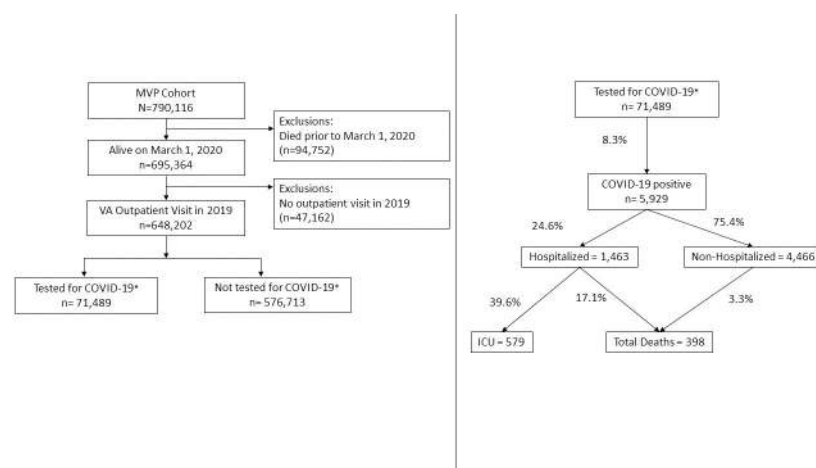 MVP Cohort
N=790,116
Exclusions:
Died prior to March 1, 2020
(n=94,752)
Alive on March 1, 2020
n=695,364
Exclusions:
No outpatient visit in 2019
(n=47,162)
VA Outpatient Visit in 2019
n=648,202
Tested for COVID-19*
n= 71,489
Not tested for COVID-19*
n= 576,713
Tested for COVID-19*
n= 71,489
8.3%
COVID-19 positive
n= 5,929
24.6%
75.4%
Hospitalized = 1,463
Non-Hospitalized = 4,466
39.6%
17.1%
3.3%
ICU = 579
Total Deaths = 398